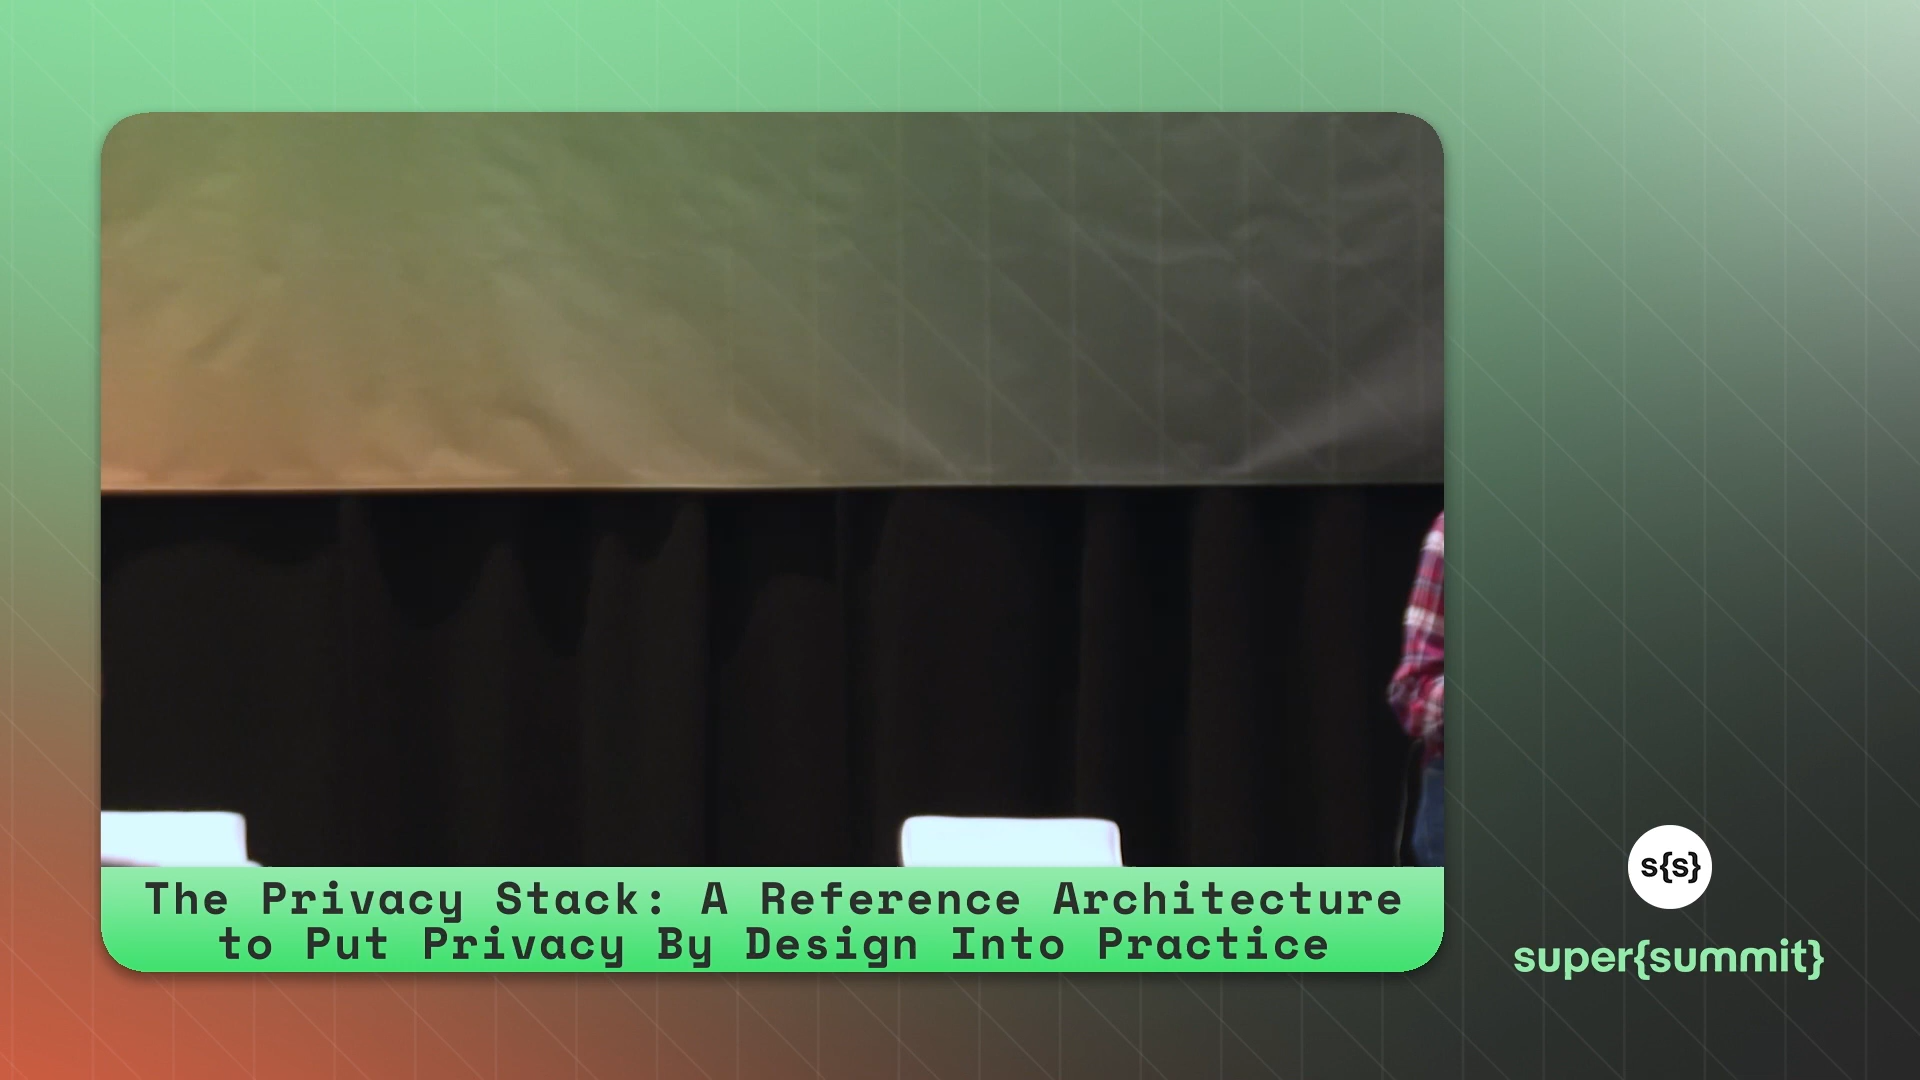 The Privacy Stack: A Reference Architecture
to Put Privacy By Design Into Practice
s{s}
super{summit}